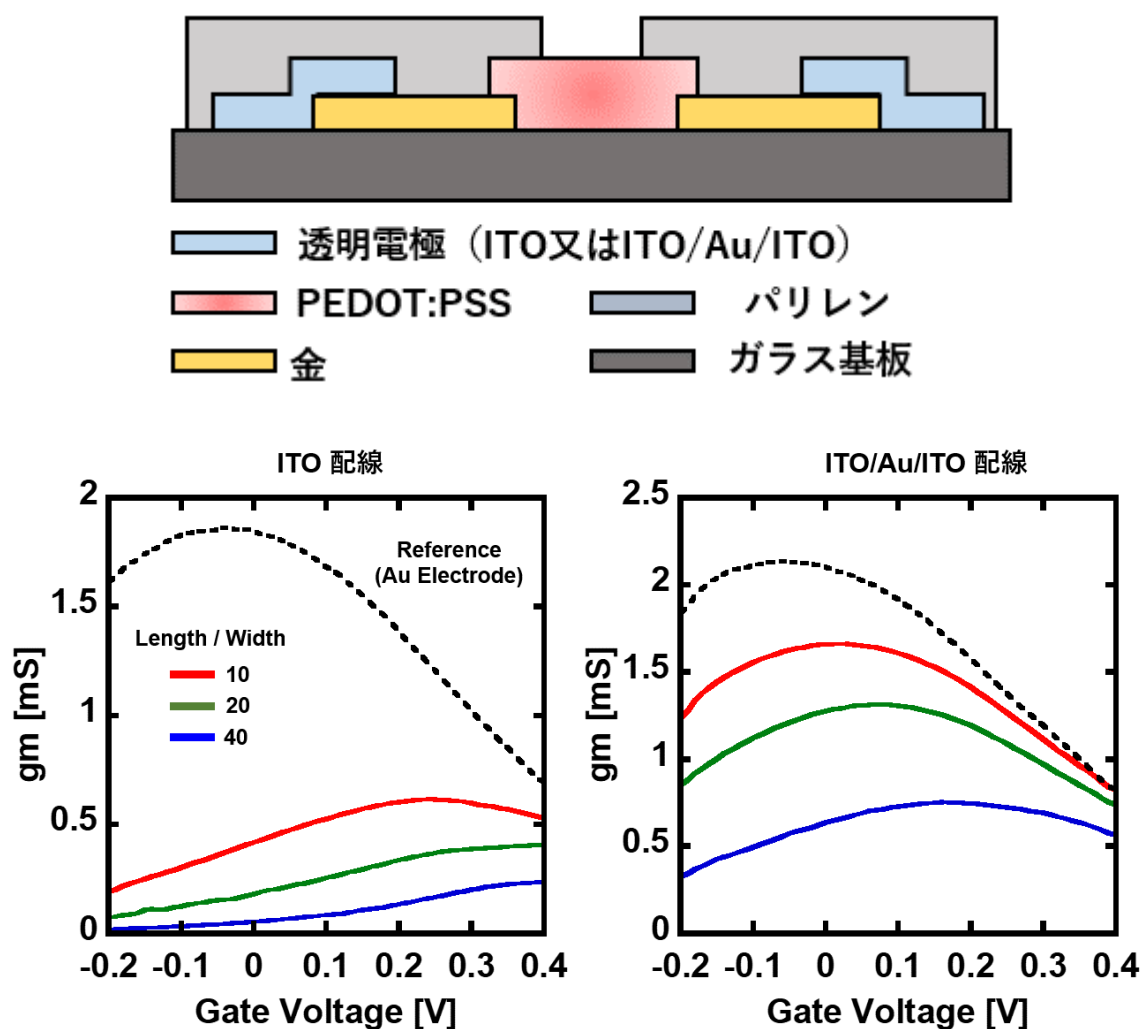 透明電極（ITO又はITO/Au/ITO）
PEDOT:PSS
パリレン
金
ガラス基板
ITO 配線
2
1.5
1
0.5
0
gm [mS]
Reference
(Au Electrode)
Length / Width
10
20
40
-0.2 -0.1 0 0.1 0.2 0.3 0.4
Gate Voltage [V]
ITO/Au/ITO 配線
2.5
2
1.5
1
0.5
0
gm [mS]
-0.2 -0.1 0 0.1 0.2 0.3 0.4
Gate Voltage [V]